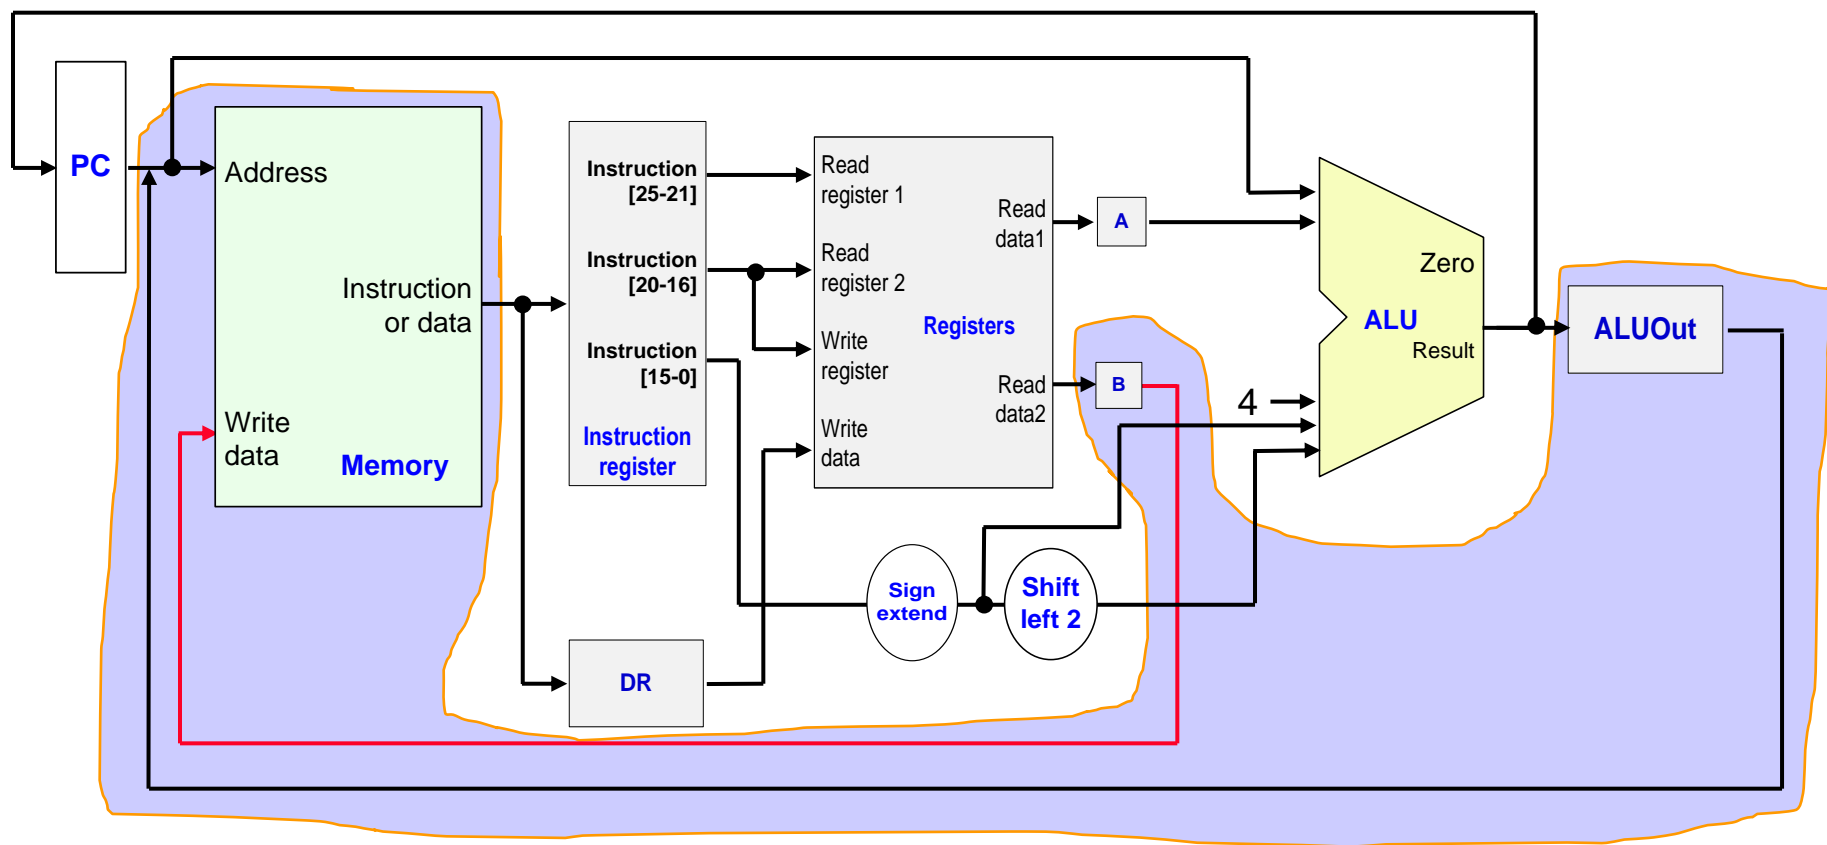 PC
Address
Instruction
or data
Write
data
Memory
Instruction
[25-21]
Instruction
[20-16]
Instruction
[15-0]
Instruction
register
Read
register 1
Read
register 2
Write
register
Write
data
Registers
Read
data1
Read
data2
A
B
4
Zero
ALU
Result
ALUOut
Sign
extend
Shift
left 2
DR